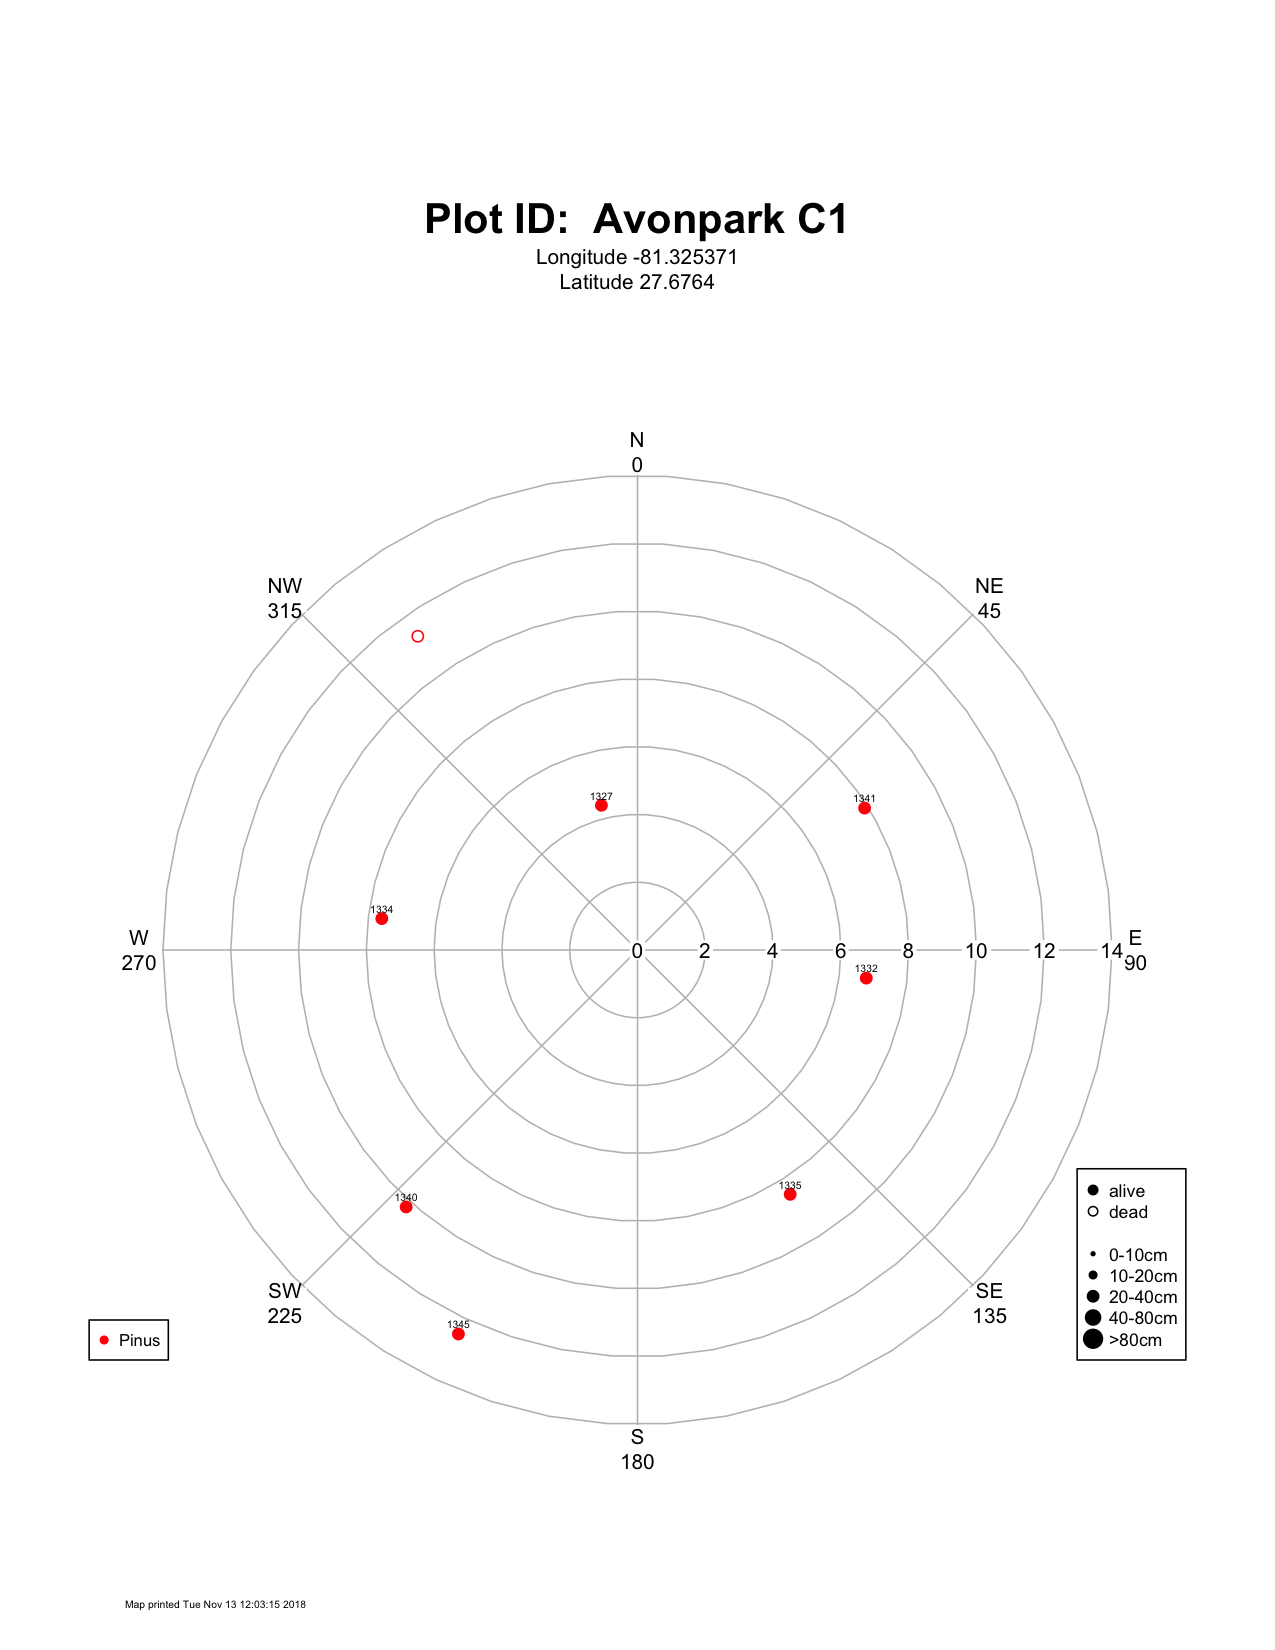 Plot ID:  Avonpark C1
Longitude -81.325371
Latitude 27.6764
N
0
NW
315
NE
45
1327
1341
1334
W
270
0 2 4 6 8 10 12 14
E
90
1332
1335
1340
SW
225
SE
135
1345
S
180
alive
dead
0-10cm
10-20cm
20-40cm
40-80cm
>80cm
Pinus
Map printed Tue Nov 13 12:03:15 2018